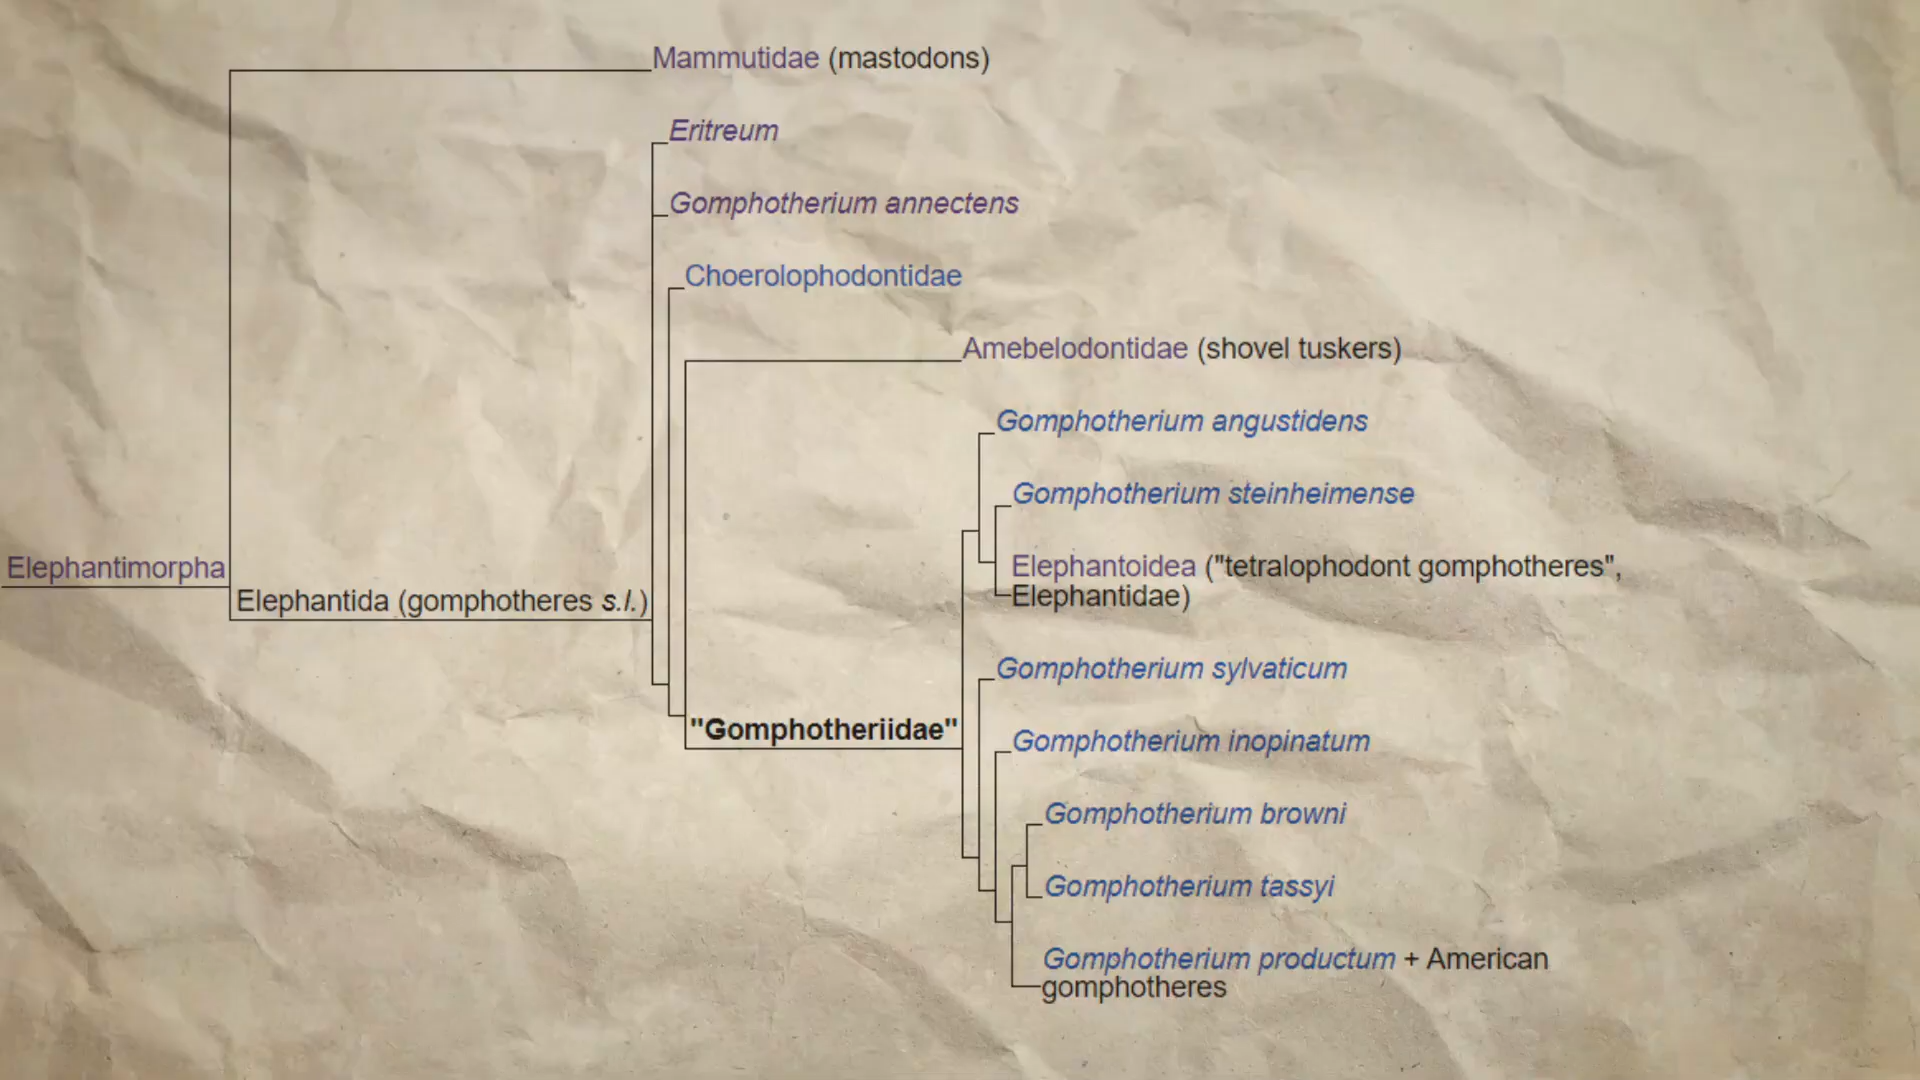 Mammutidae (mastodons)
Eritreum
Gomphotherium annectens
Choerolophodontidae
Amebelodontidae (shovel tuskers)
Gomphotherium angustidens
Gomphotherium steinheimense
Elephantimorpha
Elephantoidea ("tetralophodont gomphotheres",
Elephantidae)
Elephantida (gomphotheres s.l.)
Gomphotherium sylvaticum
"Gomphotheriidae"
Gomphotherium inopinatum
Gomphotherium browni
Gomphotherium tassyi
Gomphotherium productum + American
gomphotheres